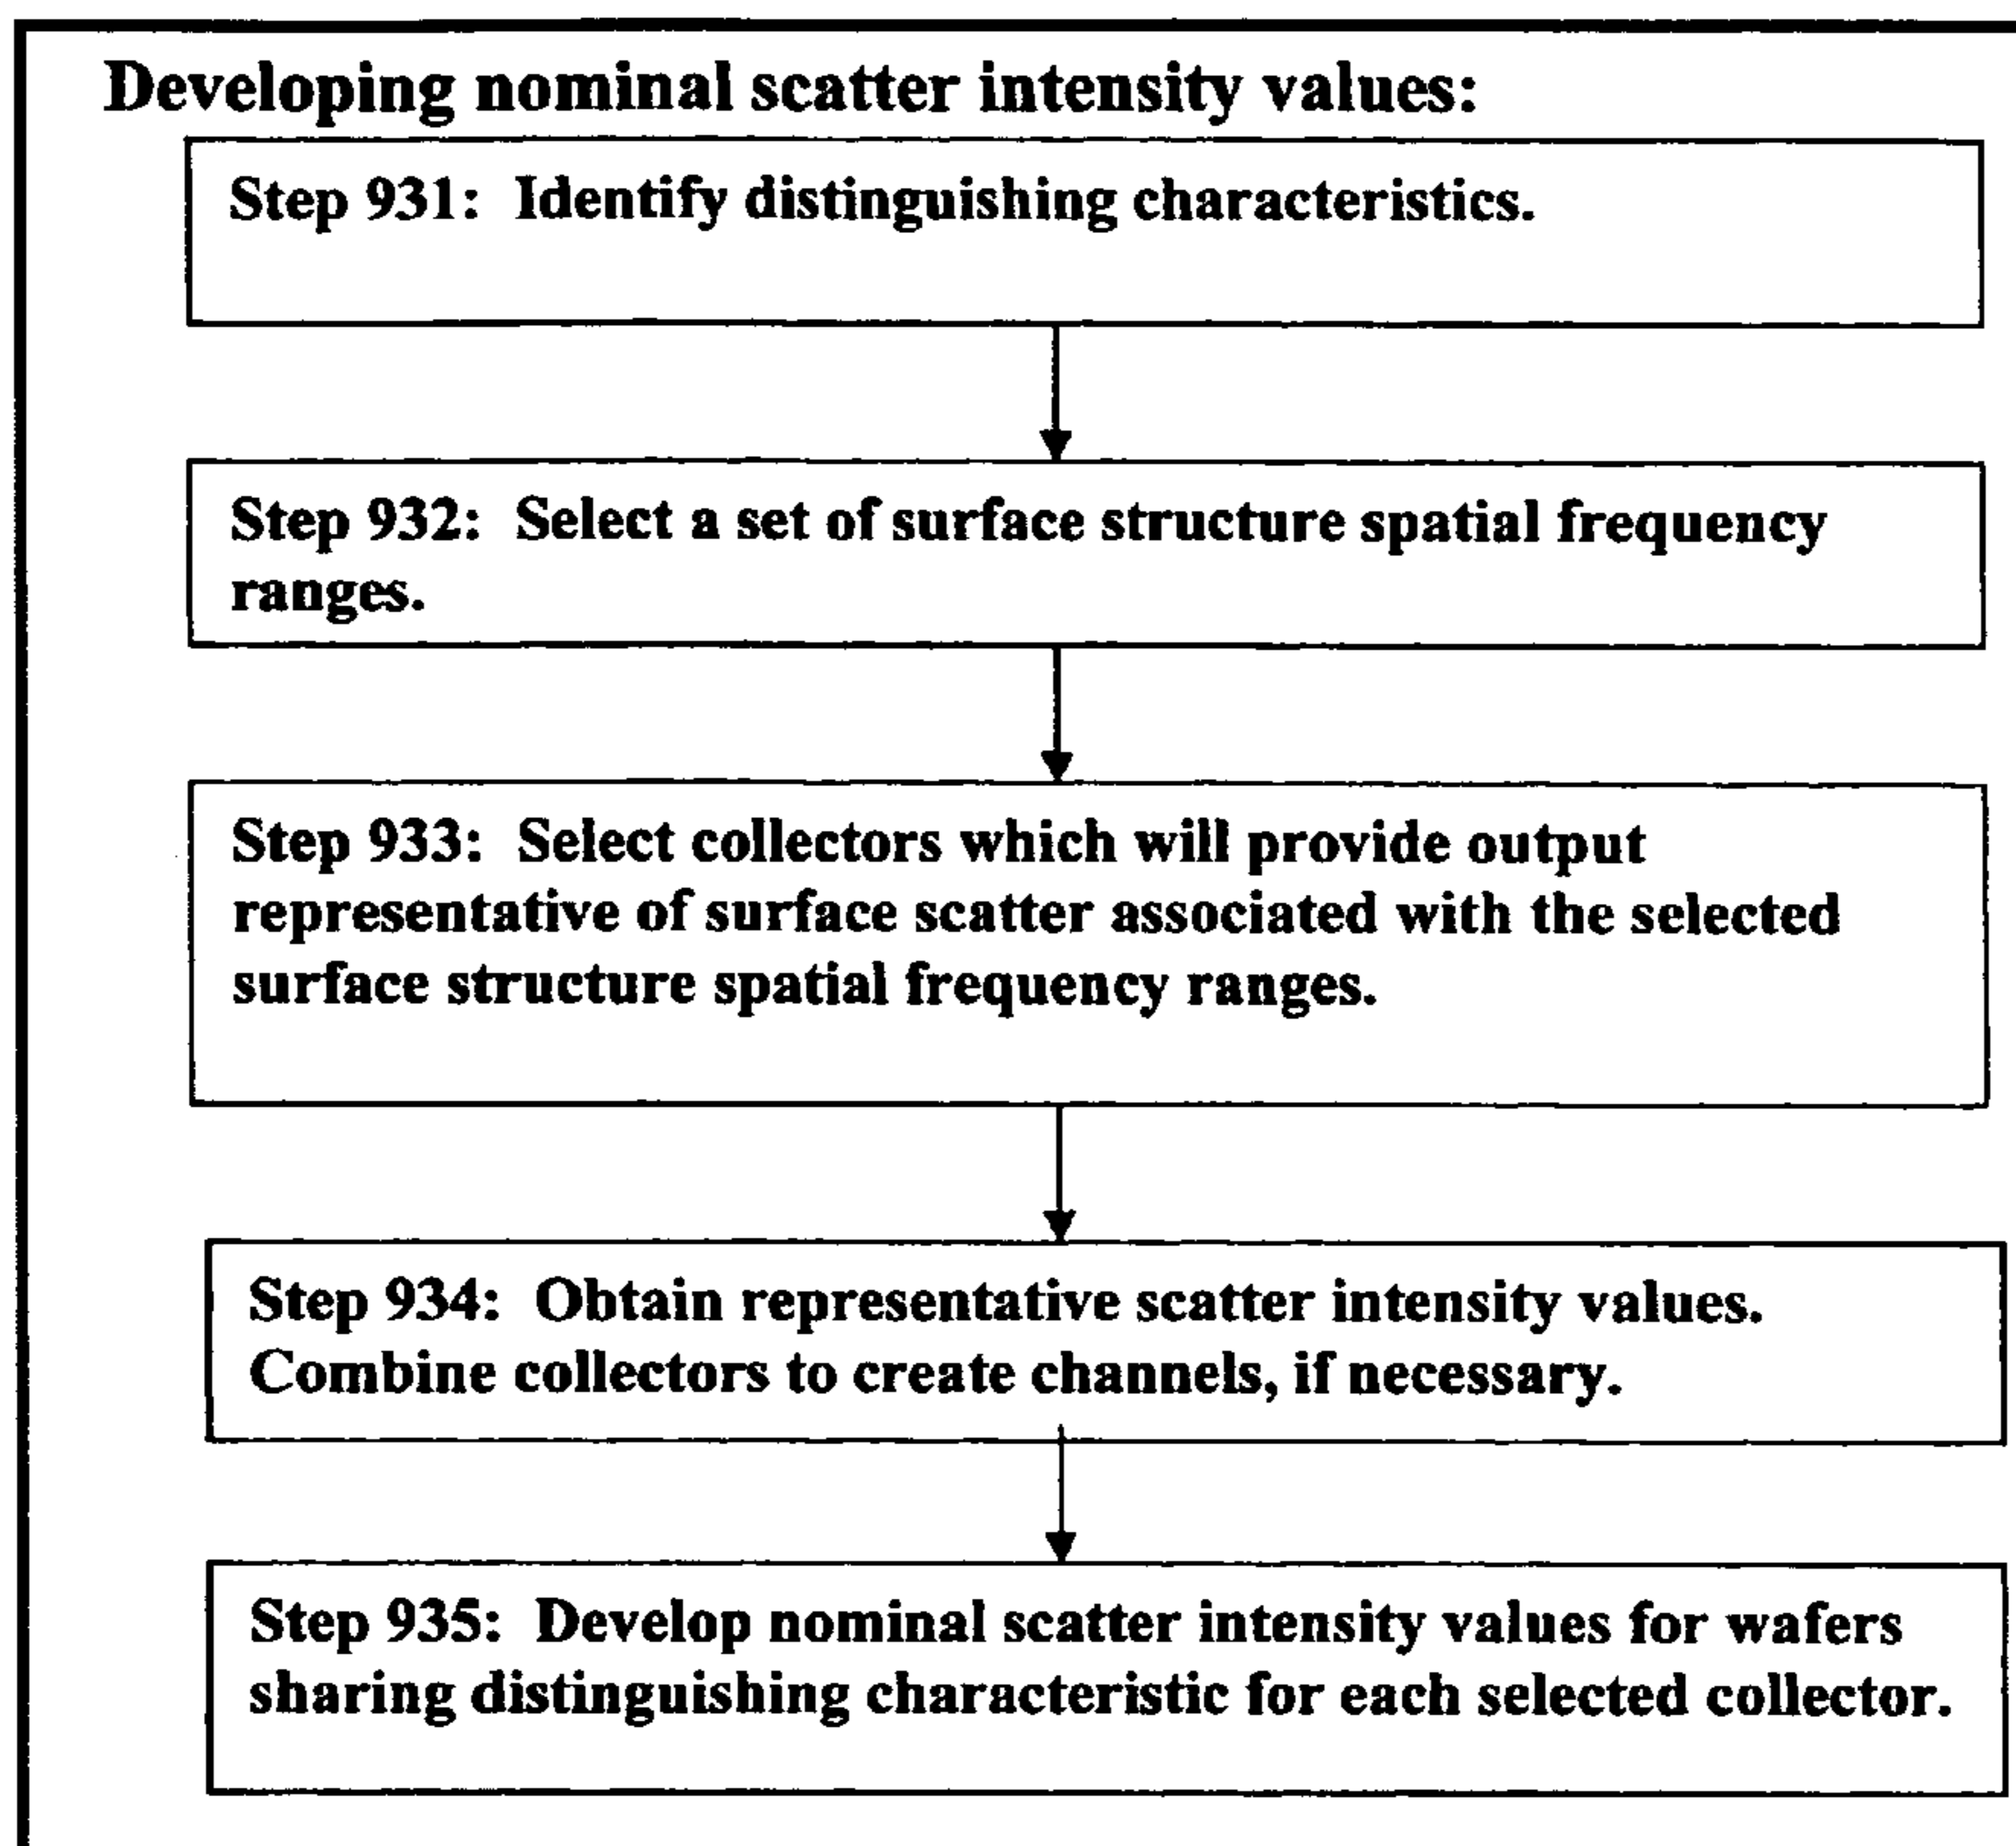 Developing nominal scatter intensity values:
Step 931: Identify distinguishing characteristics.
Step 932: Select a set of surface structure spatial frequency
ranges.
Step 933: Select collectors which will provide output
representative of surface scatter associated with the selected
surface structure spatial frequency ranges.
Step 934: Obtain representative scatter intensity values.
Combine collectors to create channels, if necessary.
Step 935: Develop nominal scatter intensity values for wafers
sharing distinguishing characteristic for each selected collector.